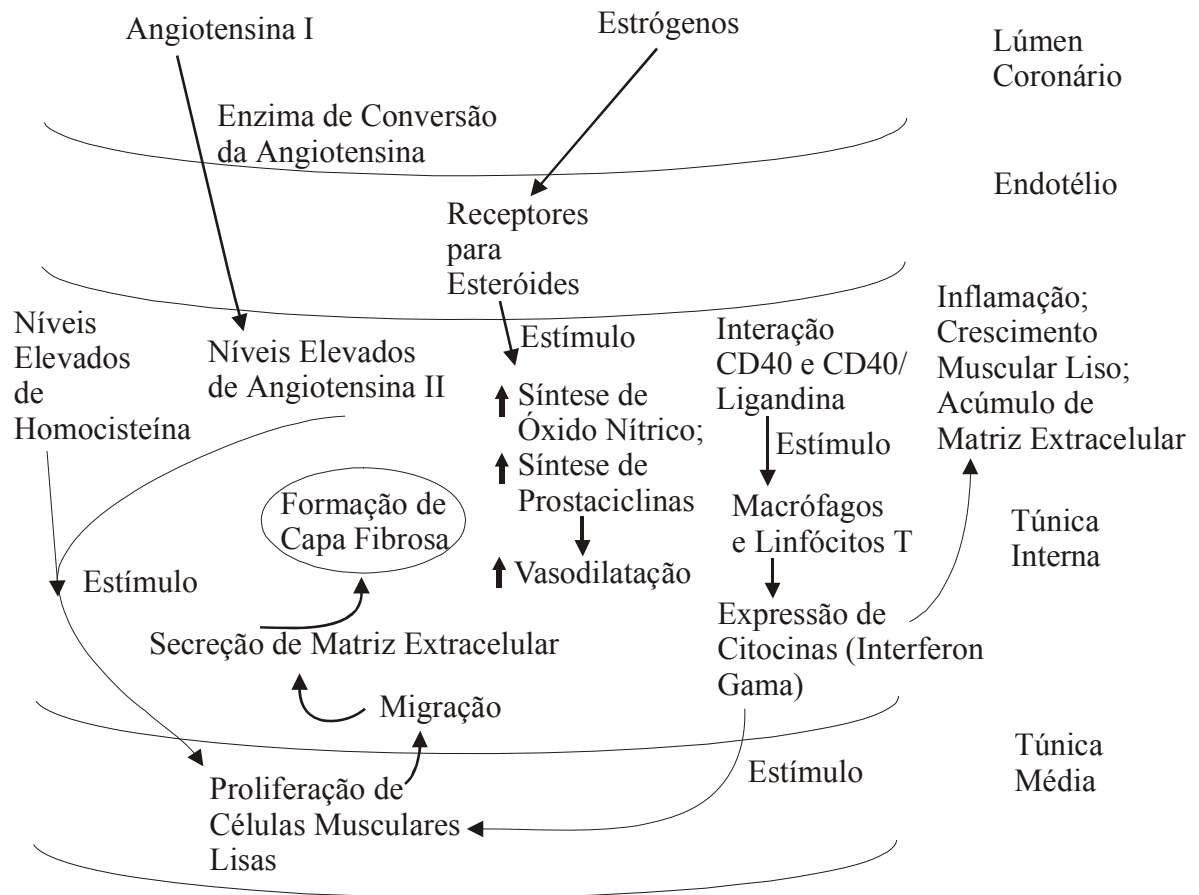 Angiotensina I
Estrógenos
Lúmen
Coronário
Enzima de Conversão
da Angiotensina
Endotélio
Receptores
para
Esteróides
Níveis
Elevados
de
Homocisteína
Níveis Elevados
de Angiotensina II
Estímulo
Síntese de
Óxido Nítrico;
Síntese de
Prostaciclinas
Vasodilatação
Interação
CD40 e CD40/
Ligandina
Estímulo
Macrófagos
e Linfócitos T
Expressão de
Citocinas (Interferon
Gama)
Inflamação;
Crescimento
Muscular Liso;
Acúmulo de
Matriz Extracelular
Túnica
Interna
Formação de
Capa Fibrosa
Estímulo
Secreção de Matriz Extracelular
Migração
Proliferação de
Células Musculares
Lisas
Estímulo
Túnica
Média